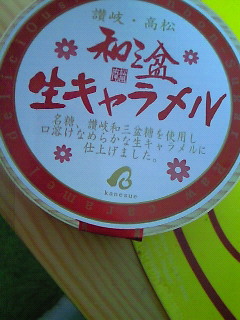 讃岐・高松
和三盆
生キャラメル
名糖、讃岐和三盆糖を使用し
口溶けなめらかな生キャラメルに
仕上げました。
kanesue